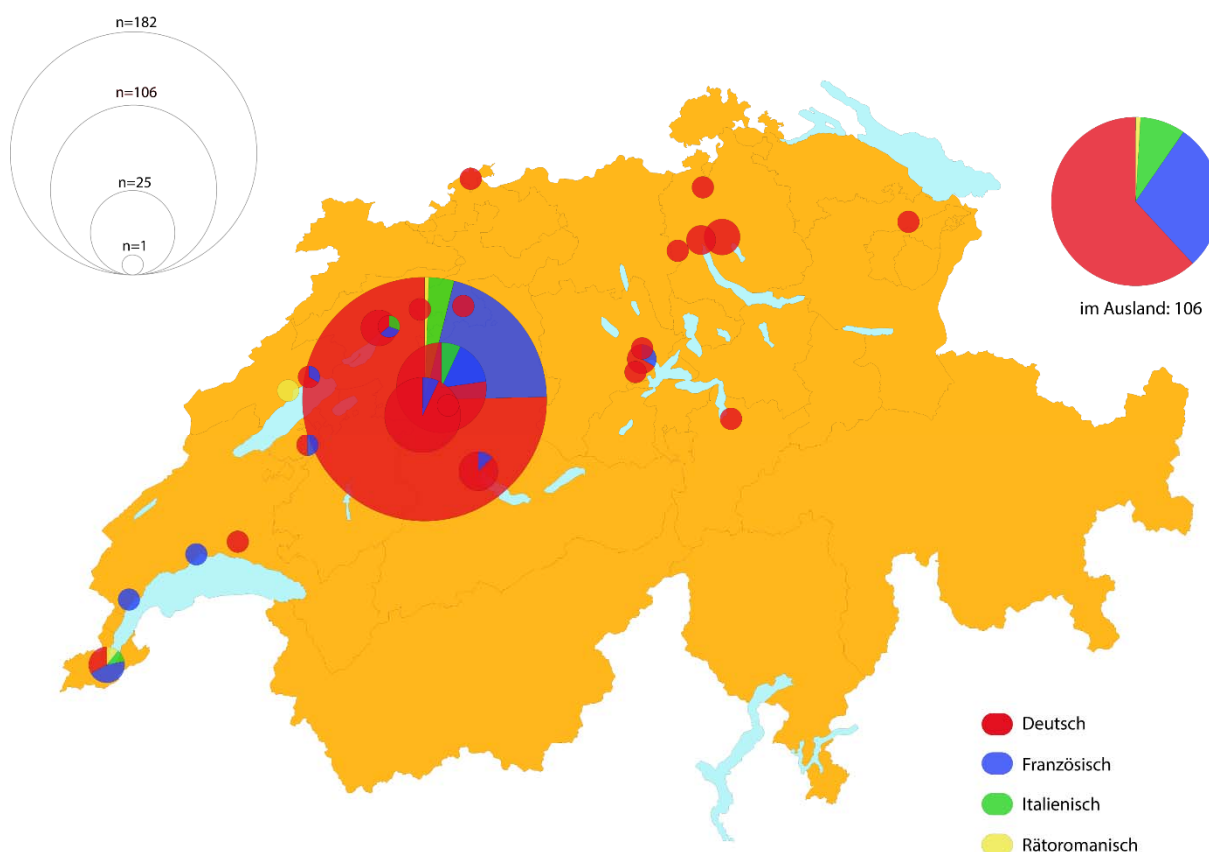 n=182
n=106
n=25
n=1
im Ausland: 106
Deutsch
Französisch
Italienisch
Rätoromanisch